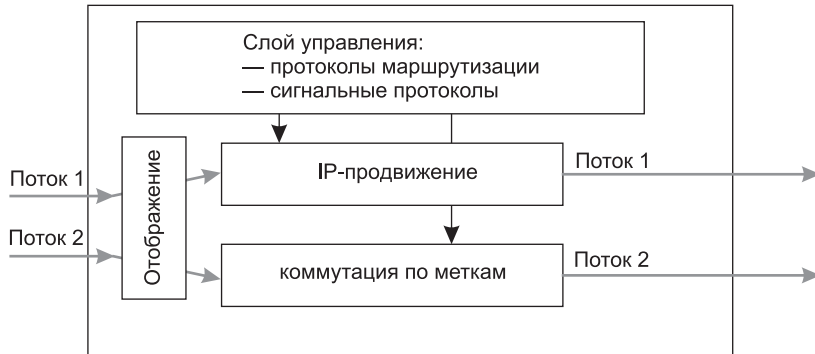 Слой управления:
— протоколы маршрутизации
— сигнальные протоколы
Поток 1
Поток 2
Отображение
IP-продвижение
Поток 1
коммутация по меткам
Поток 2